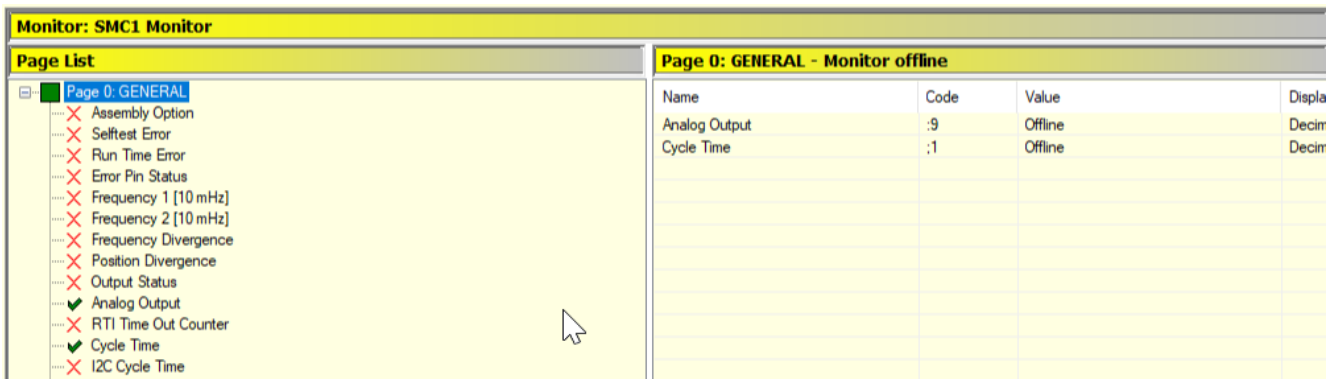 Monitor: SMC1 Monitor
Page List
Page 0: GENERAL
Assembly Option
Selftest Error
Run Time Error
Error Pin Status
Frequency 1 [10 mHz]
Frequency 2 [10 mHz]
Frequency Divergence
Position Divergence
Output Status
Analog Output
RTI Time Out Counter
Cycle Time
I2C Cycle Time
Page 0: GENERAL - Monitor offline
Name Code Value Displa
Analog Output :9 Offline Decim
Cycle Time ;1 Offline Decim